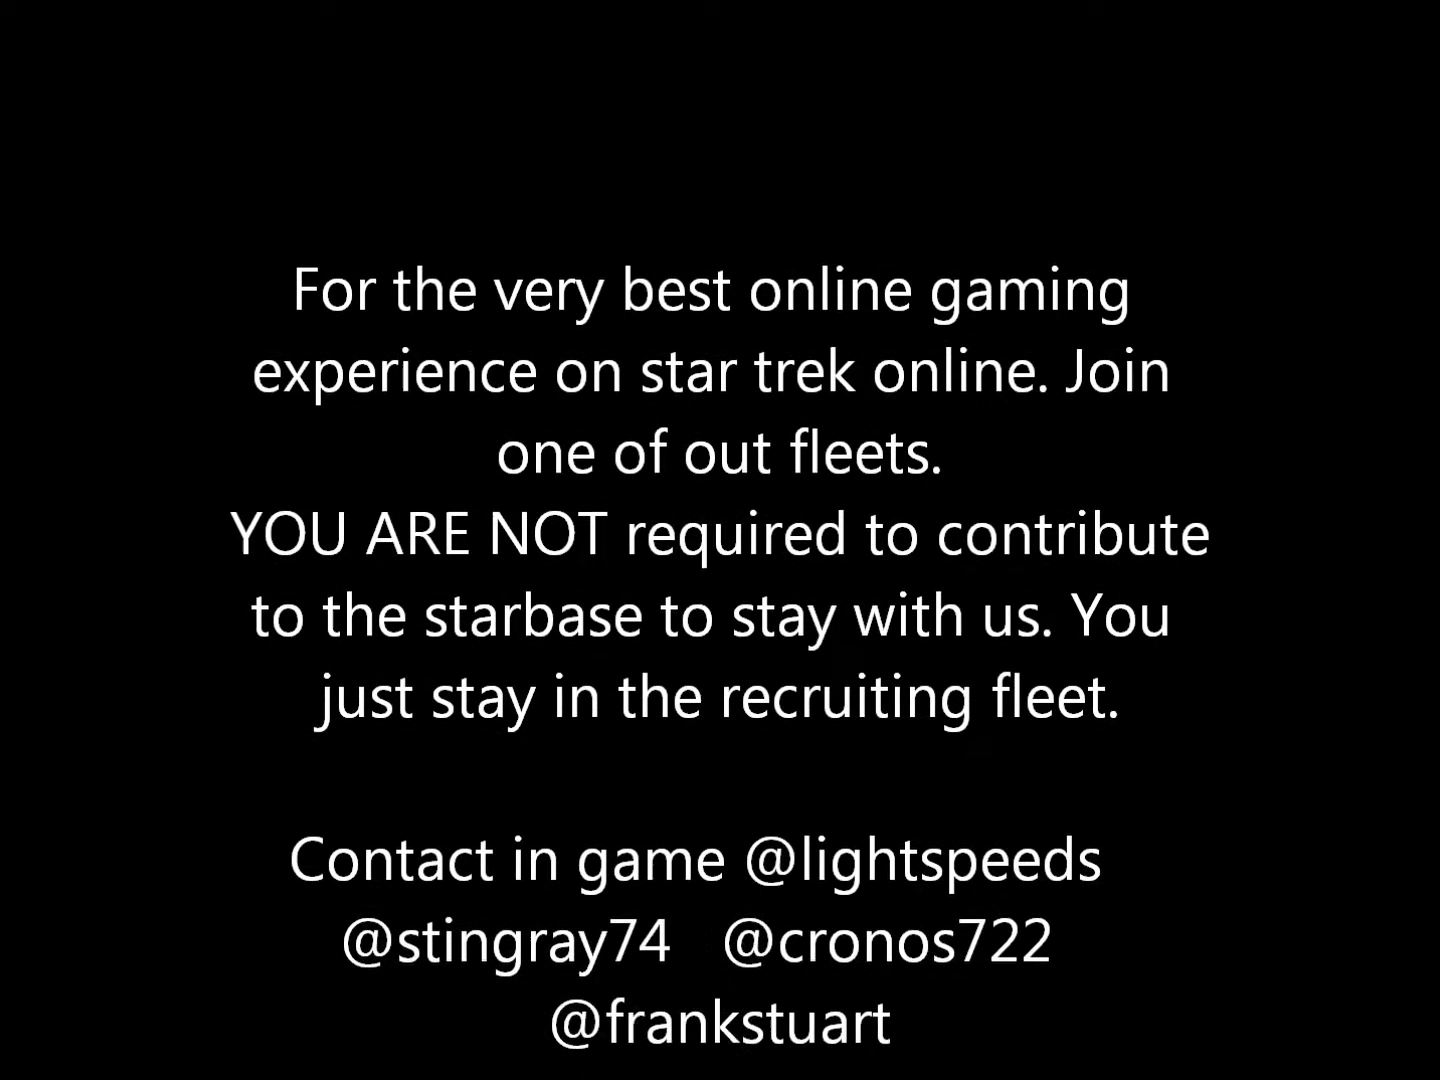 For the very best online gaming
experience on star trek online. Join
one of out fleets.
YOU ARE NOT required to contribute
to the starbase to stay with us. You
just stay in the recruiting fleet.
Contact in game @lightspeeds
@stingray74 @cronos722
@frankstuart